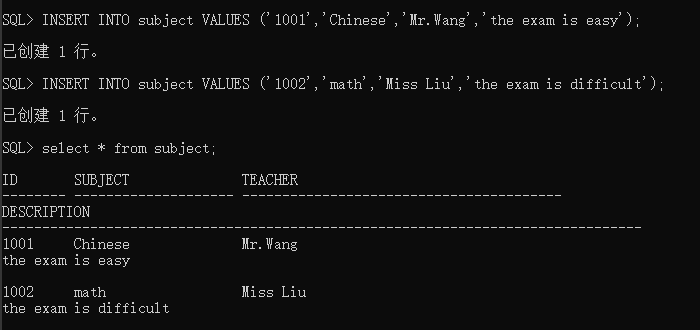 SQL> INSERT INTO subject VALUES ('1001','Chinese','Mr.Wang','the exam is easy');
已创建 1 行。
SQL> INSERT INTO subject VALUES ('1002','math','Miss Liu','the exam is difficult');
已创建 1 行。
SQL> select * from subject;
ID       SUBJECT              TEACHER
-------- -------------------- ----------------------------------------
DESCRIPTION
--------------------------------------------------------------------------------
1001     Chinese              Mr.Wang
the exam is easy
1002     math                 Miss Liu
the exam is difficult